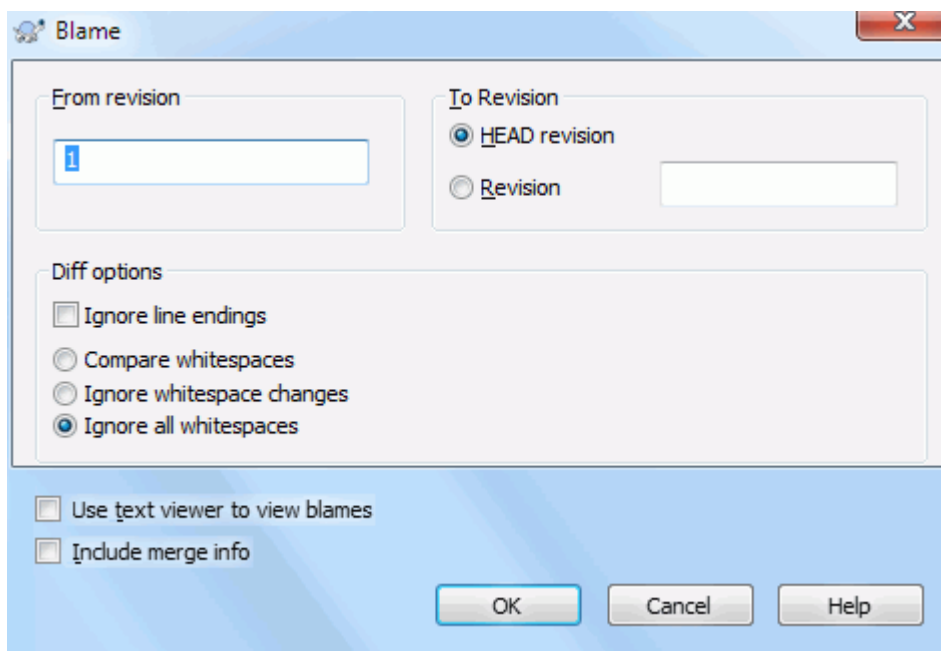 Blame
From revision
1
To Revision
HEAD revision
Revision
Diff options
Ignore line endings
Compare whitespaces
Ignore whitespace changes
Ignore all whitespaces
Use text viewer to view blames
Include merge info
OK Cancel Help